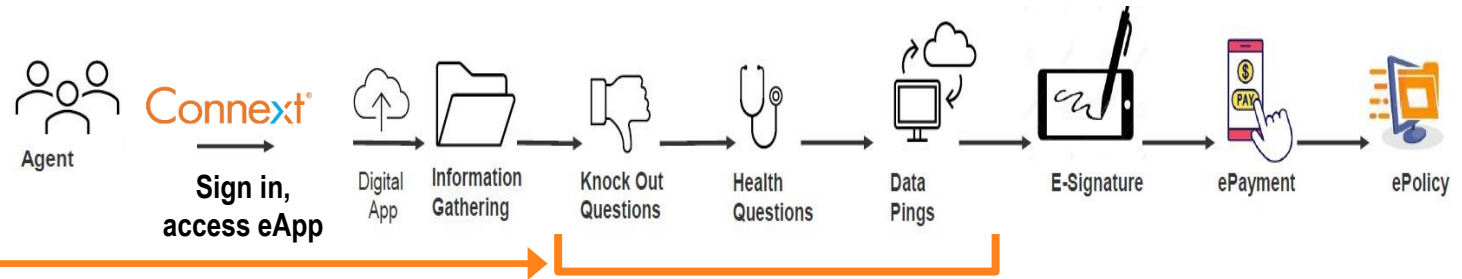 Agent
Connext®
Sign in,
access eApp
Digital
App
Information
Gathering
Knock Out
Questions
Health
Questions
Data
Pings
E-Signature
$
PAY
ePayment
ePolicy